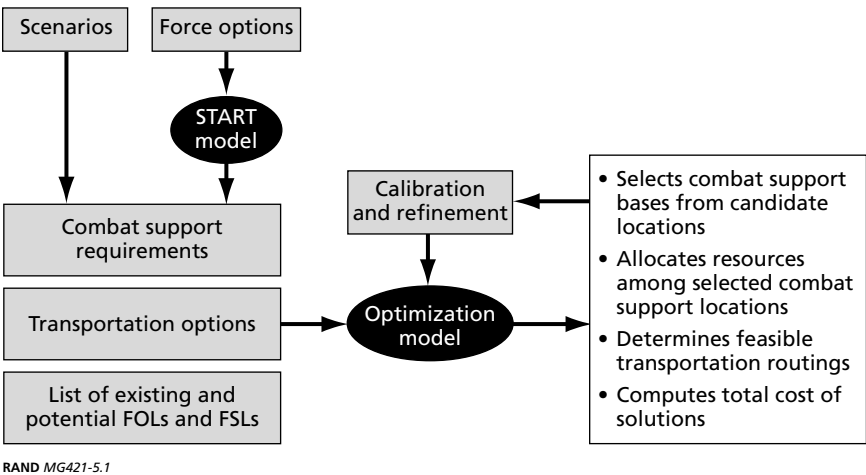 Scenarios
Force options
START
model
Combat support
requirements
Transportation options
List of existing and
potential FOLs and FSLs
Calibration
and refinement
Optimization
model
• Selects combat support
bases from candidate
locations
• Allocates resources
among selected combat
support locations
• Determines feasible
transportation routings
• Computes total cost of
solutions
RAND MG421-5.1